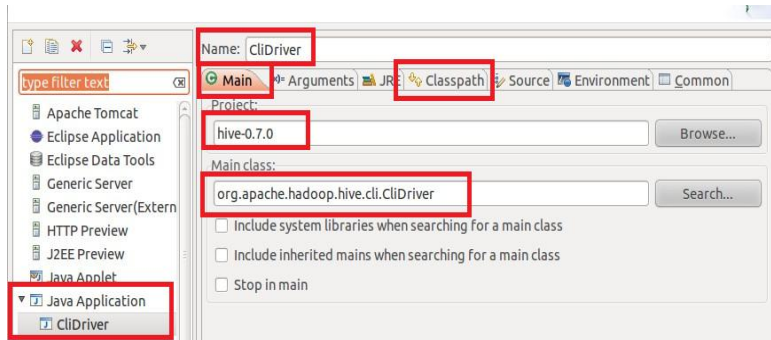 Name: CliDriver
type filter text
Main Arguments JRE Classpath Source Environment Common
Apache Tomcat
Eclipse Application
Eclipse Data Tools
Generic Server
Generic Server(Extern
HTTP Preview
J2EE Preview
Java Applet
Java Application
CliDriver
Project:
hive-0.7.0 Browse...
Main class:
org.apache.hadoop.hive.cli.CliDriver Search...
Include system libraries when searching for a main class
Include inherited mains when searching for a main class
Stop in main